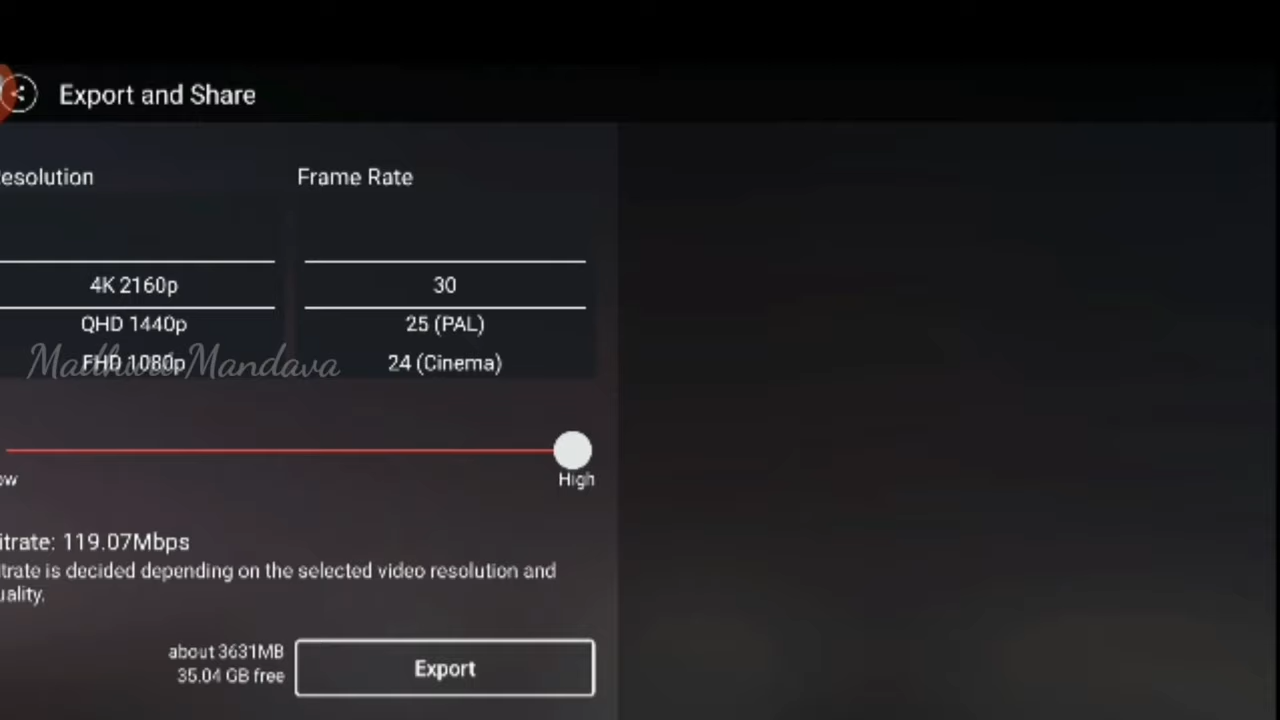 Export and Share
esolution
Frame Rate
4K 2160p
30
QHD 1440p
25 (PAL)
FHD 1080p
24 (Cinema)
Mandava
ow
High
itrate: 119.07Mbps
itrate is decided depending on the selected video resolution and
uality.
about 3631MB
35.04 GB free
Export